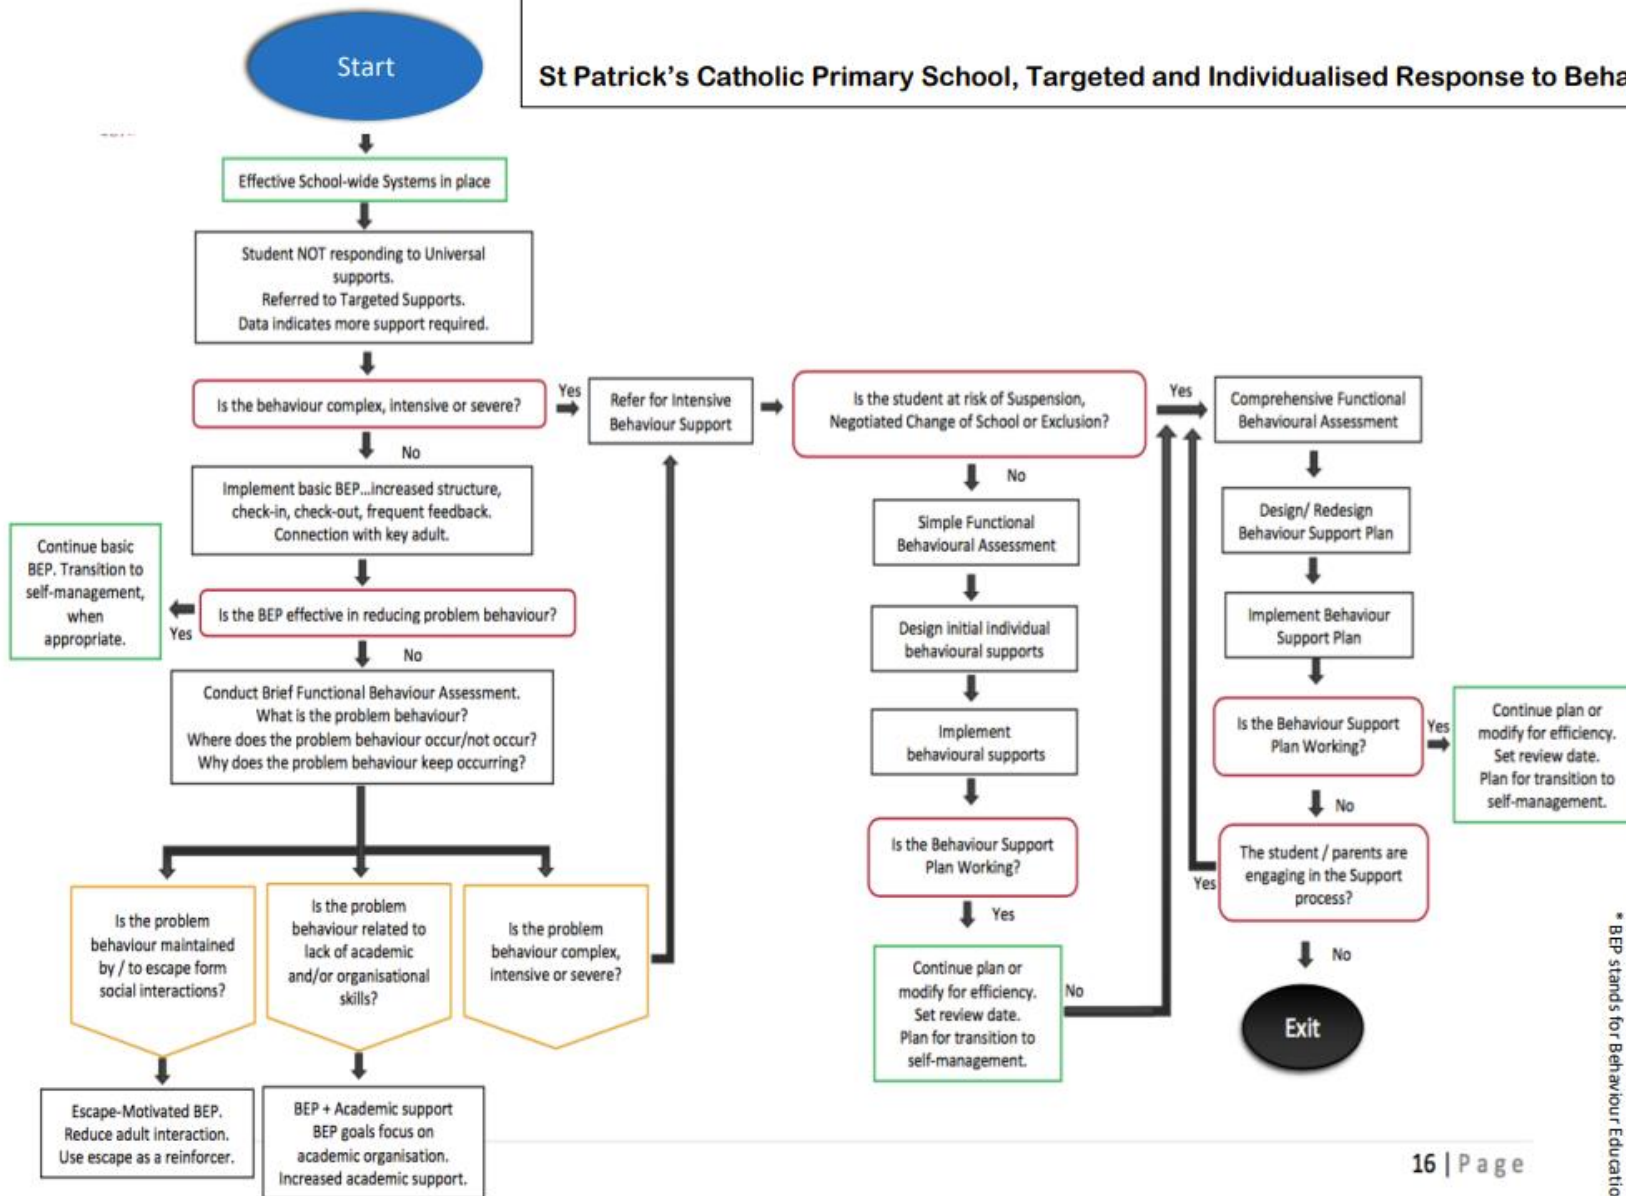 Start
St Patrick's Catholic Primary School, Targeted and Individualised Response to
Effective School-wide Systems in place
Student NOT responding to Universal
supports.
Referred to Targeted Supports.
Data indicates more support required.
Is the behaviour complex, intensive or severe?
Yes
Refer for Intensive
Behaviour Support
Is the student at risk of Suspension,
Negotiated Change of School or Exclusion?
Yes
Comprehensive Functional
Behavioural Assessment
No
Implement basic BEP...increased structure,
check-in, check-out, frequent feedback.
Connection with key adult.
Is the BEP effective in reducing problem behaviour?
Yes
Continue basic
BEP. Transition to
self-management,
when
appropriate.
No
Conduct Brief Functional Behaviour Assessment.
What is the problem behaviour?
Where does the problem behaviour occur/not occur?
Why does the problem behaviour keep occurring?
Is the problem
behaviour maintained
by / to escape form
social interactions?
Is the problem
behaviour related to
lack of academic
and/or organisational
skills?
Is the problem
behaviour complex,
intensive or severe?
Escape-Motivated BEP.
Reduce adult interaction.
Use escape as a reinforcer.
BEP + Academic support
BEP goals focus on
academic organisation.
Increased academic support.
No
Simple Functional
Behavioural Assessment
Design initial individual
behavioural supports
Implement
behavioural supports
Is the Behaviour Support
Plan Working?
Yes
Continue plan or
modify for efficiency.
Set review date.
Plan for transition to
self-management.
No
Design/ Redesign
Behaviour Support Plan
Implement Behaviour
Support Plan
Is the Behaviour Support
Plan Working?
Yes
Continue plan or
modify for efficiency.
Set review date.
Plan for transition to
self-management.
No
The student / parents are
engaging in the Support
process?
Yes
No
Exit
* BEP stands for Behaviour
16 | Page